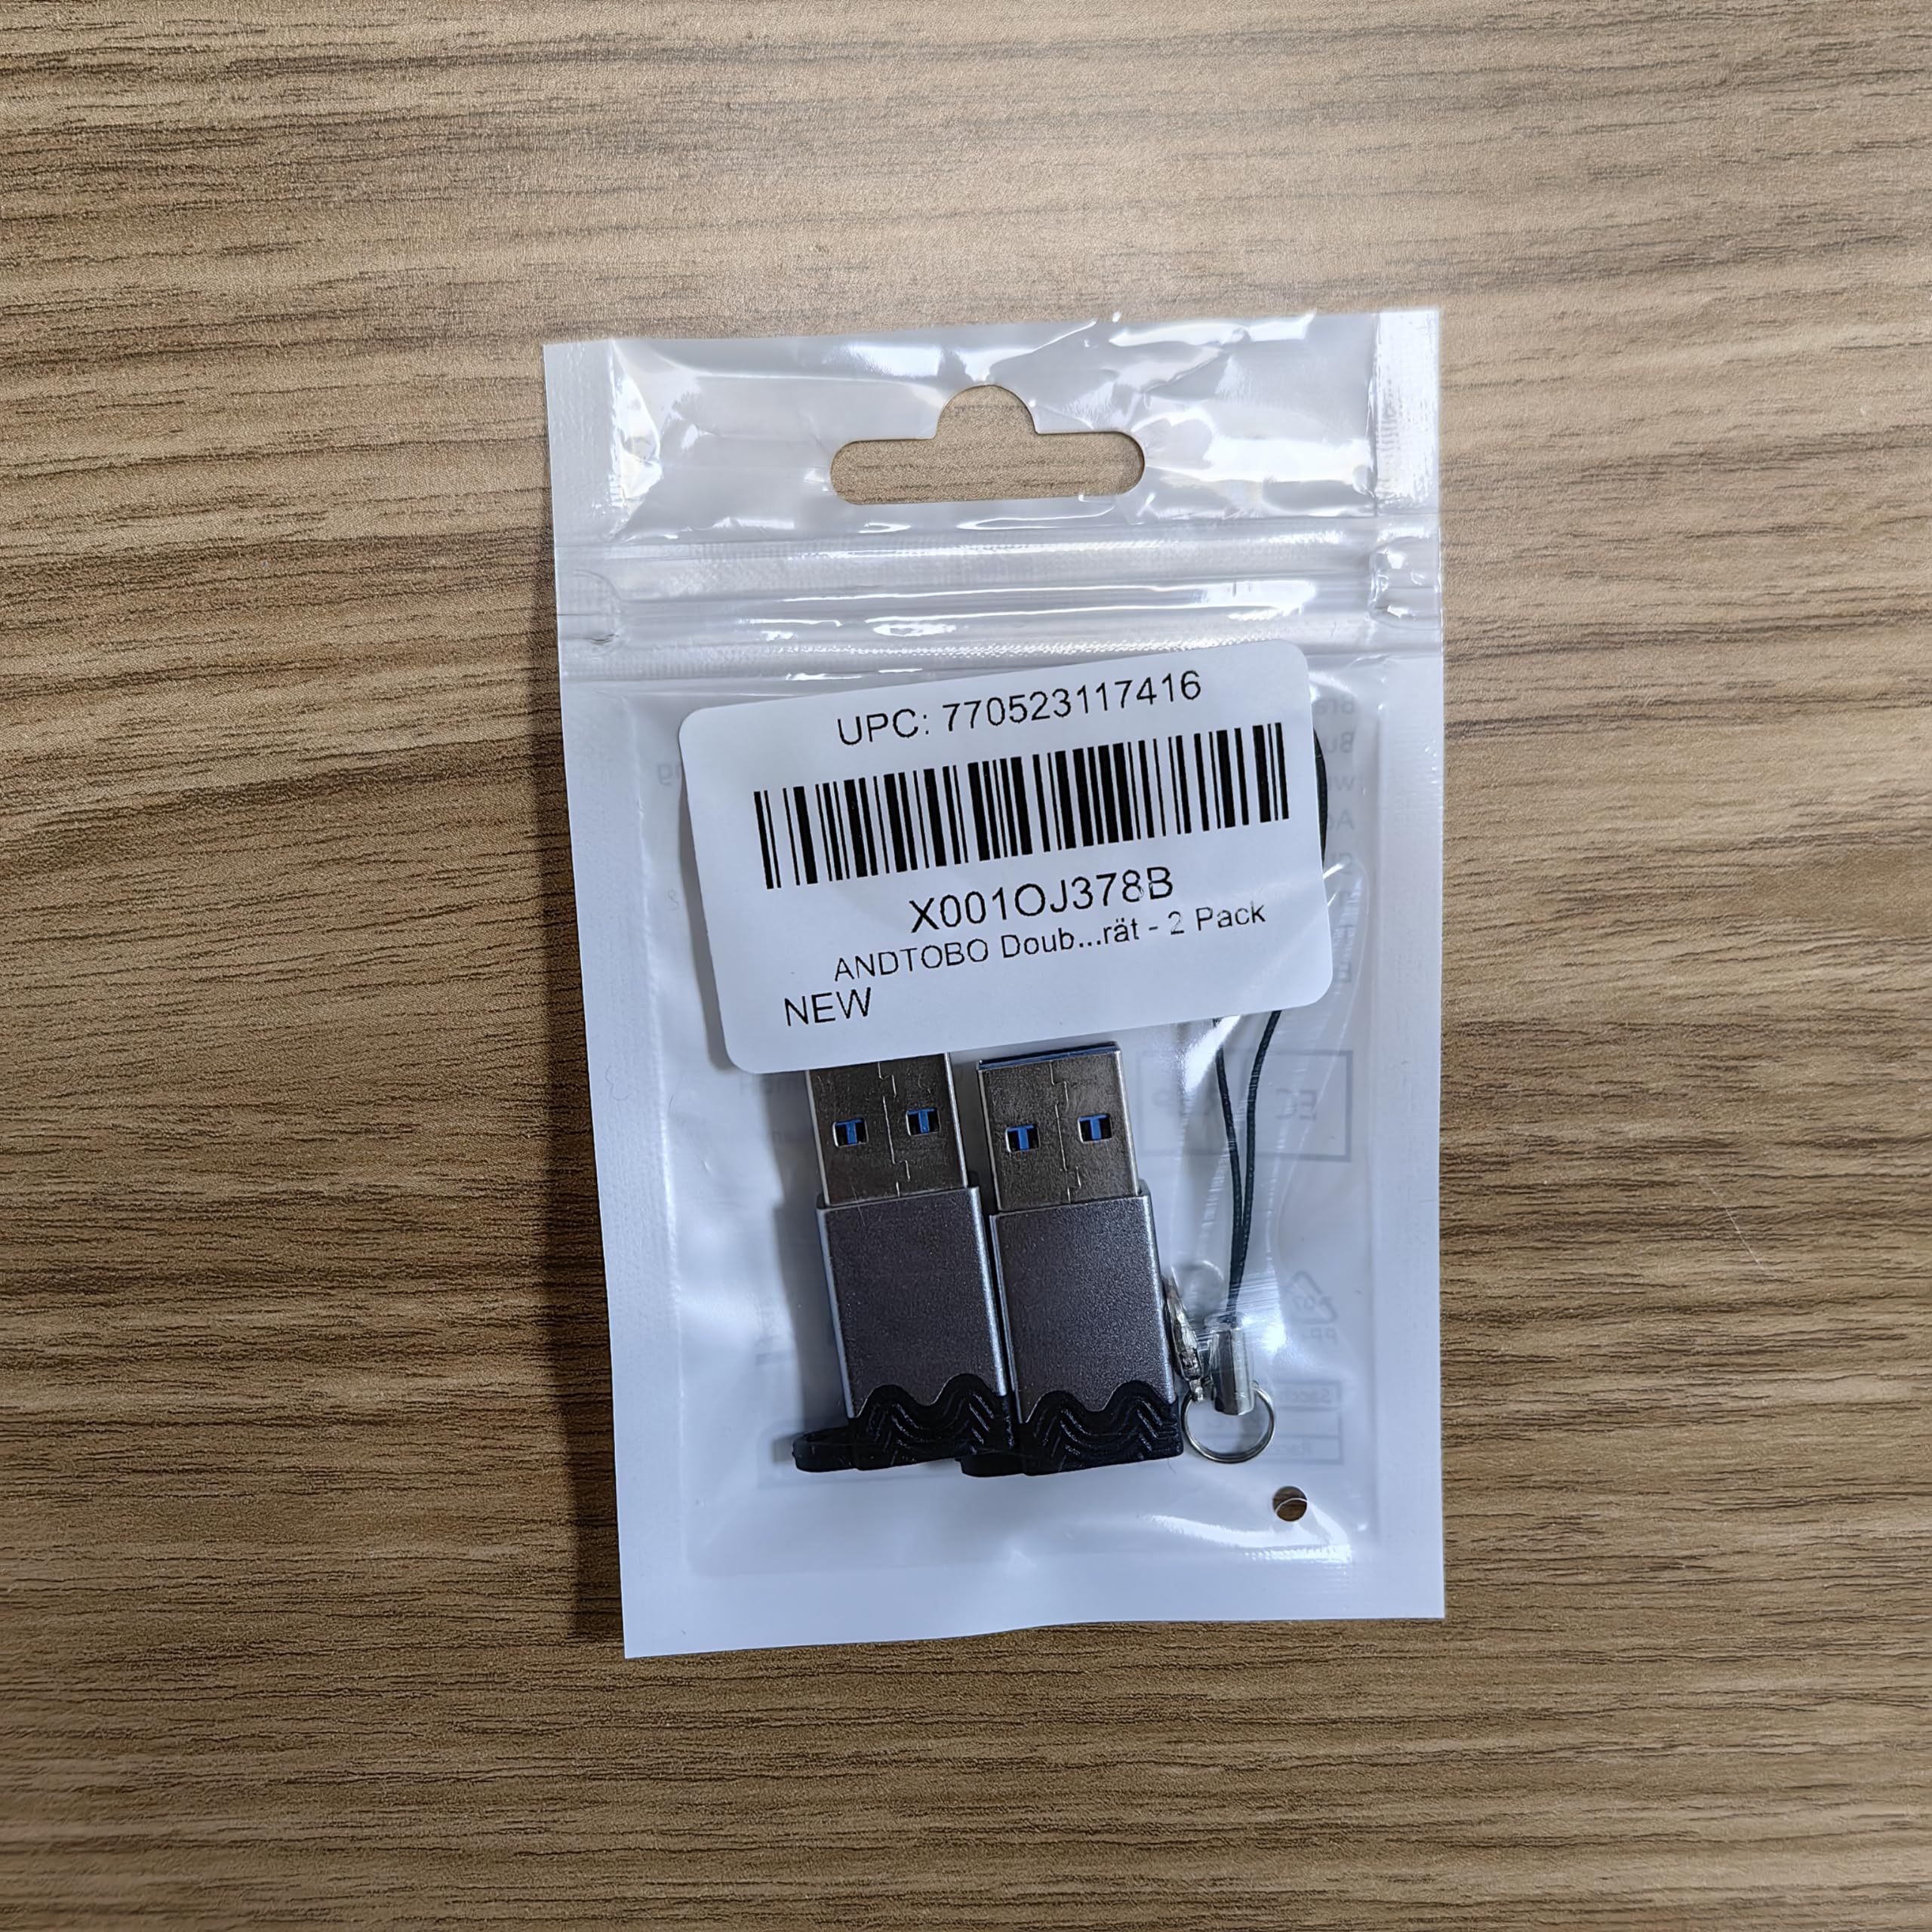 UPC: 770523117416
X001OJ378B
ANDTOBO Doub...rät - 2 Pack
NEW